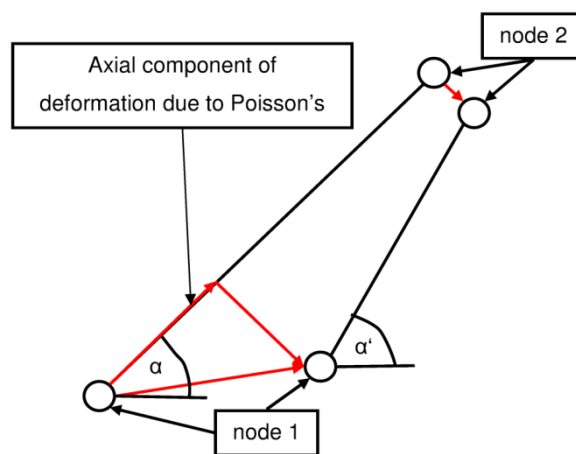 node 2
Axial component of
deformation due to Poisson's
α
α‘
node 1